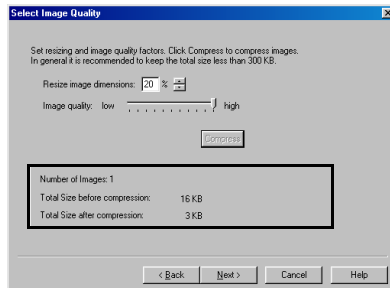 Select Image Quality
Set resizing and image quality factors. Click Compress to compress images.
In general it is recommended to keep the total size less than 300 KB.
Resize image dimensions: 20 %
Image quality: low high
Compress
Number of Images: 1
Total Size before compression: 16 KB
Total Size after compression: 3 KB
< Back Next > Cancel Help